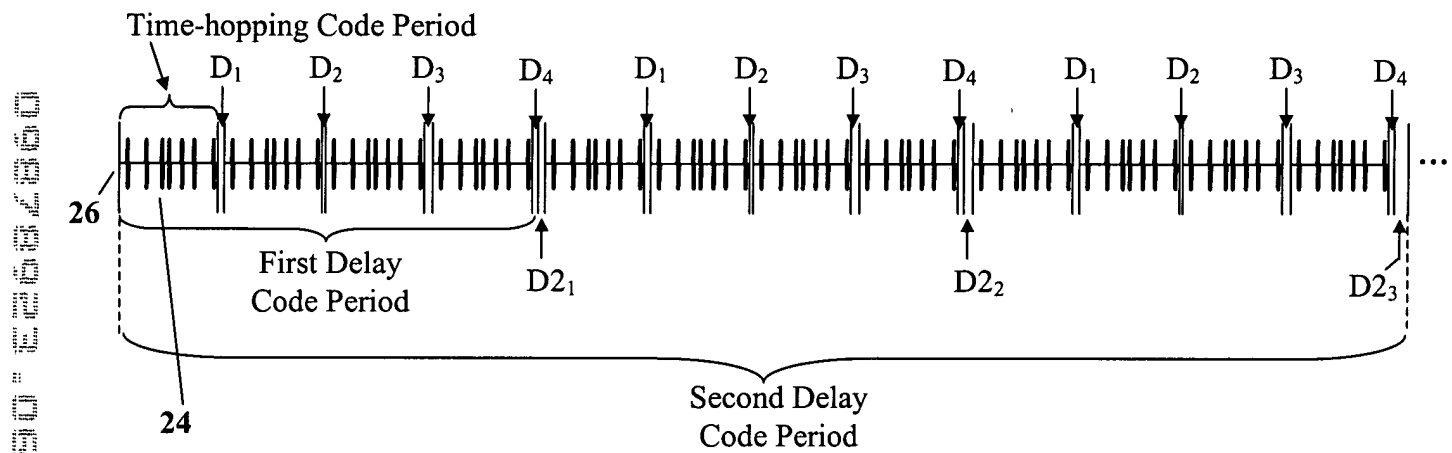 Time-hopping Code Period
D₁ D₂ D₃ D₄ D₁ D₂ D₃ D₄ D₁ D₂ D₃ D₄
...
26
First Delay
Code Period
D2₁ D2₂ D2₃
24
Second Delay
Code Period